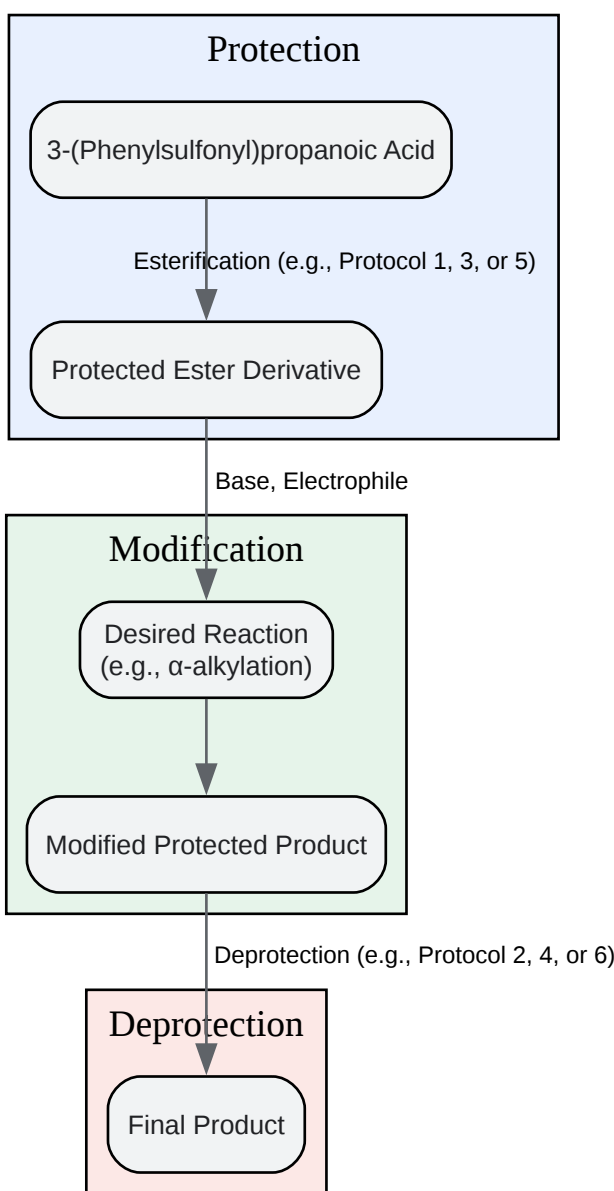 Protection
3-(Phenylsulfonyl)propanoic Acid
Esterification (e.g., Protocol 1, 3, or 5)
Protected Ester Derivative
Base, Electrophile
Modification
Desired Reaction
(e.g., α-alkylation)
Modified Protected Product
Deprotection (e.g., Protocol 2, 4, or 6)
Deprotection
Final Product